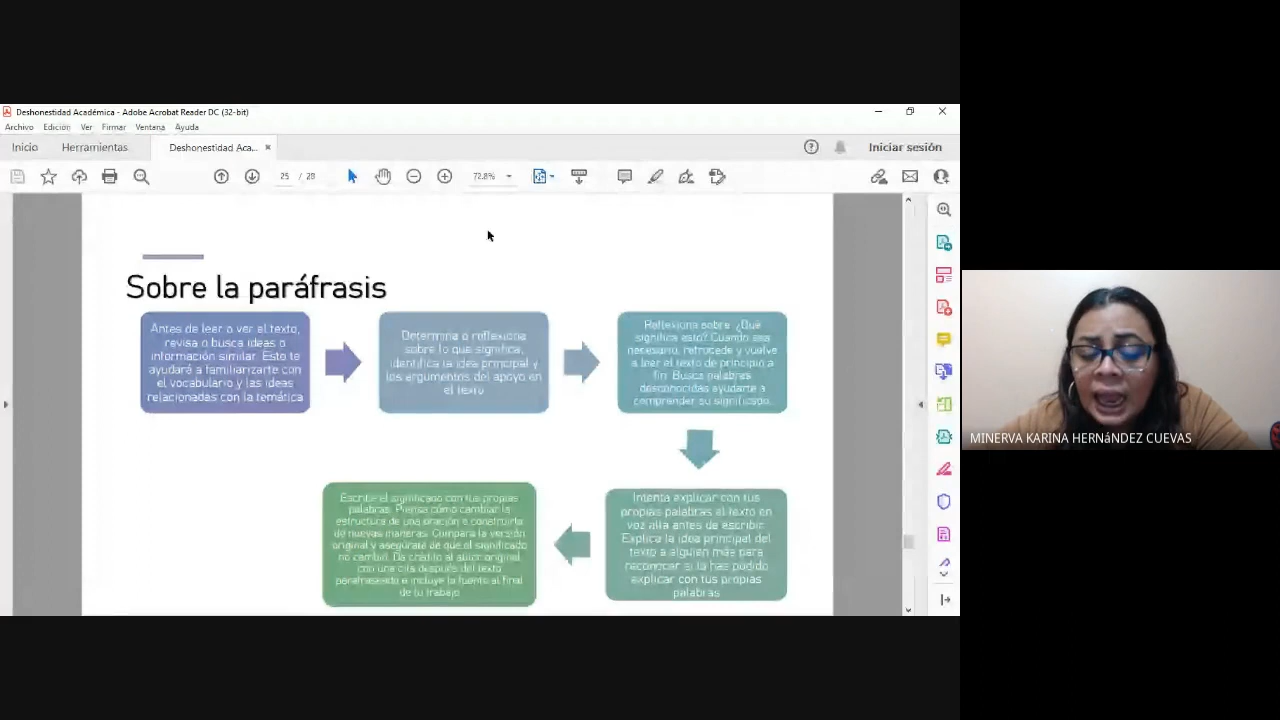 Deshonestidad Académica - Adobe Acrobat Reader DC (32-bit)
Archivo Edición Ver Firmar Ventana Ayuda
Inicio Herramientas Deshonestidad Aca... × Iniciar sesión
25 / 28 72.8%
Sobre la paráfrasis
Antes de leer o ver el texto,
revisa o busca ideas o
información similar. Esto te
ayudará a familiarizarte con
el vocabulario y las ideas
relacionadas con la temática
Determina o reflexiona
sobre lo que significa,
identifica la idea principal y
los argumentos del apoyo en
el texto
Reflexiona sobre ¿Qué
significa esto? Cuando sea
necesario, retrocede y vuelve
a leer el texto de principio a
fin. Busca palabras
desconocidas ayudarte a
comprender su significado.
Intenta explicar con tus
propias palabras el texto en
voz alta antes de escribir.
Explica la idea principal del
texto a alguien más para
reconocer si la has podido
explicar con tus propias
palabras
Escribe el significado con tus propias
palabras. Piensa cómo cambiar la
estructura de una oración o construirla
de nuevas maneras. Compara la versión
original y asegúrate de que el significado
no cambió. Da crédito al autor original
con una cita después del texto
parafraseado e incluye la fuente al final
de tu trabajo
MINERVA KARINA HERNáNDEZ CUEVAS